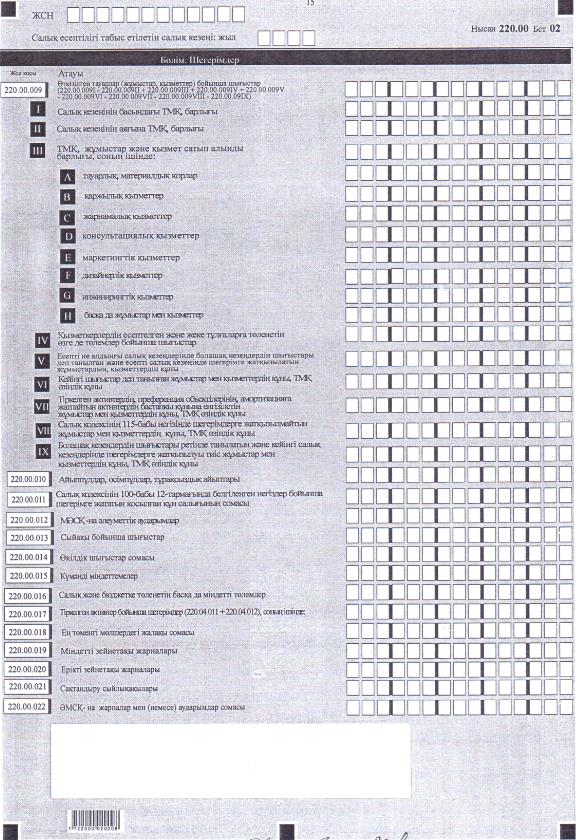 15
ЖСН
Нысан 220.00 Бет 02
Салық есептілігі табыс етілетін салық кезеңі: жыл
Бөлім. Шегерімдер
Жол коды
Атауы
220.00.009
Өткізілген тауарлар (жұмыстар, қызметтер) бойынша шығыстар
(220.00.009I - 220.00.009II + 220.00.009III + 220.00.009IV + 220.00.009V
- 220.00.009VI - 220.00.009VII - 220.00.009VIII - 220.00.09IX)
I Салық кезеңінің басындағы ТМҚ, барлығы
II Салық кезеңінің аяғына ТМҚ, барлығы
III ТМҚ, жұмыстар және қызмет сатып алынды
барлығы, соның ішінде:
A тауарлық, материалдық қорлар
B қаржылық қызметтер
C жарнамалық қызметтер
D консультациялық қызметтер
E маркетингтік қызметтер
F дизайнерлік қызметтер
G инжинирингтік қызметтер
H басқа да жұмыстар мен қызметтер
IV Қызметкерлердің есептелген және жеке тұлғаларға төленетін
өзге де төлемдер бойынша шығыстар
V Есепті не алдыңғы салық кезеңдерінде болашақ кезеңдердің шығыстары
деп танылған және есепті салық кезеңінде шегерімге жатқызылатын
жұмыстардың, қызметтердің құны
VI Кейінгі шығыстар деп танылған жұмыстар мен қызметтердің құны, ТМҚ
өзіндік құны
VII Тіркелген активтердің, преференция объектілерінің, амортизацияға
жатпайтын активтердің бастапқы құнына енгізілетін
жұмыстар мен қызметтердің құны, ТМҚ өзіндік құны
VIII Салық кодексінің 115-бабы негізінде шегерімдерге жатқызылмайтын
жұмыстар мен қызметтердің құны, ТМҚ өзіндік құны
IX Болашақ кезеңдердің шығыстары ретінде танылатын және кейінгі салық
кезеңдерінде шегерімдерге жатқызылуы тиіс жұмыстар мен
қызметтердің құны, ТМҚ өзіндік құны
220.00.010 Айыппұлдар, өсімпұлдар, тұрақсыздық айыптары
220.00.011 Салық кодексінің 100-бабы 12-тармағында белгіленген негіздер бойынша
шегерімге жататын қосылған құн салығының сомасы
220.00.012 МӘСҚ-на әлеуметтік аударымдар
220.00.013 Сыйақы бойынша шығыстар
220.00.014 Өкілдік шығыстар сомасы
220.00.015 Күмәнді міндеттемелер
220.00.016 Салық және бюджетке төленетін басқа да міндетті төлемдер
220.00.017 Тіркелген активтер бойынша шегерімдер (220.04.011 + 220.04.012), соның ішінде:
220.00.018 Ең төменгі мөлшердегі жалақы сомасы
220.00.019 Міндетті зейнетақы жарналары
220.00.020 Ерікті зейнетақы жарналары
220.00.021 Сақтандыру сыйлықақылары
220.00.022 ӘМСҚ- на жарналар мен (немесе) аударымдар сомасы